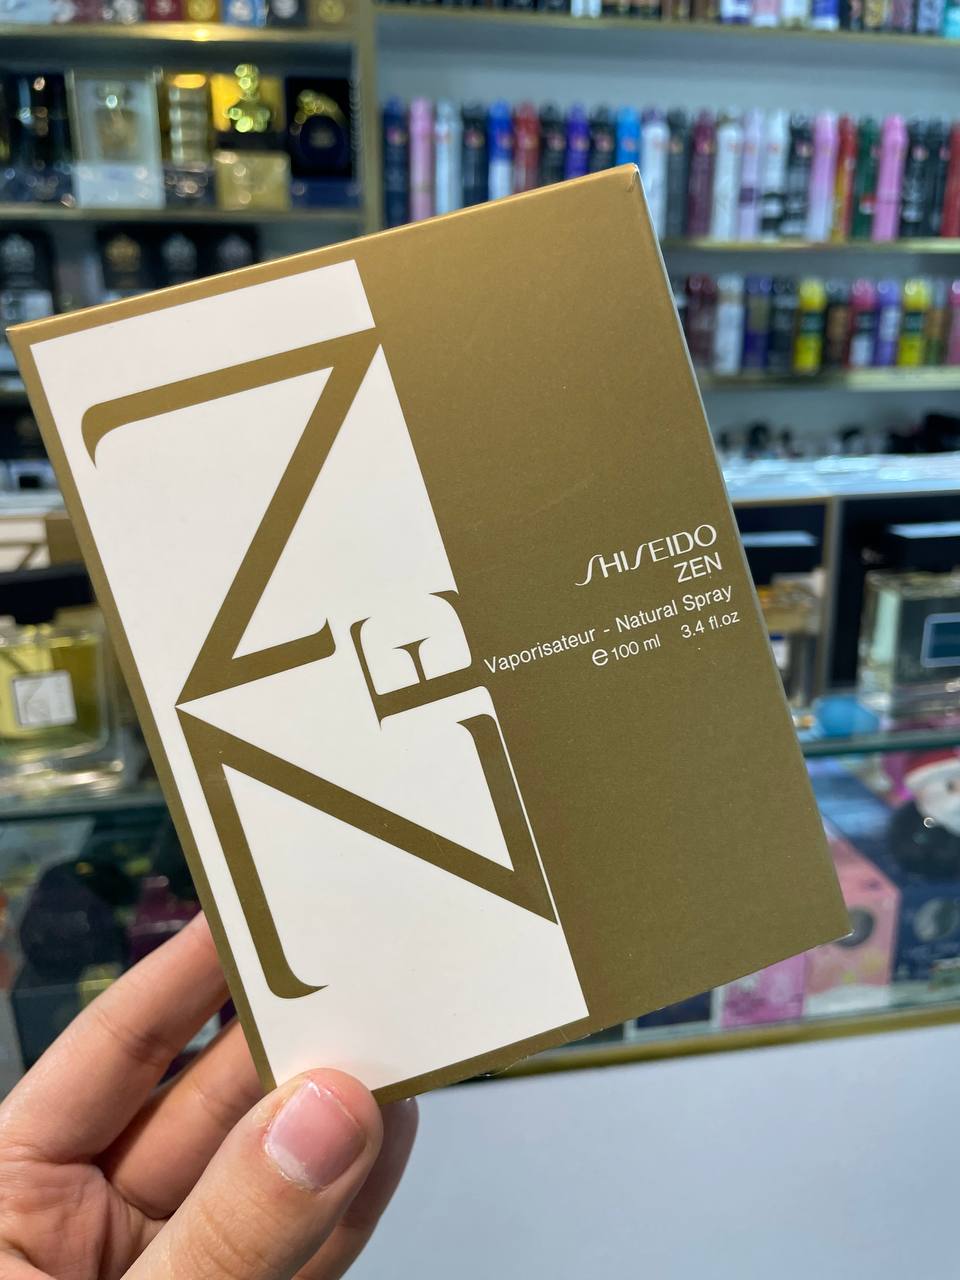 ZEN
SHISEIDO
ZEN
Vaporisateur - Natural Spray
℮ 100 ml 3.4 fl.oz